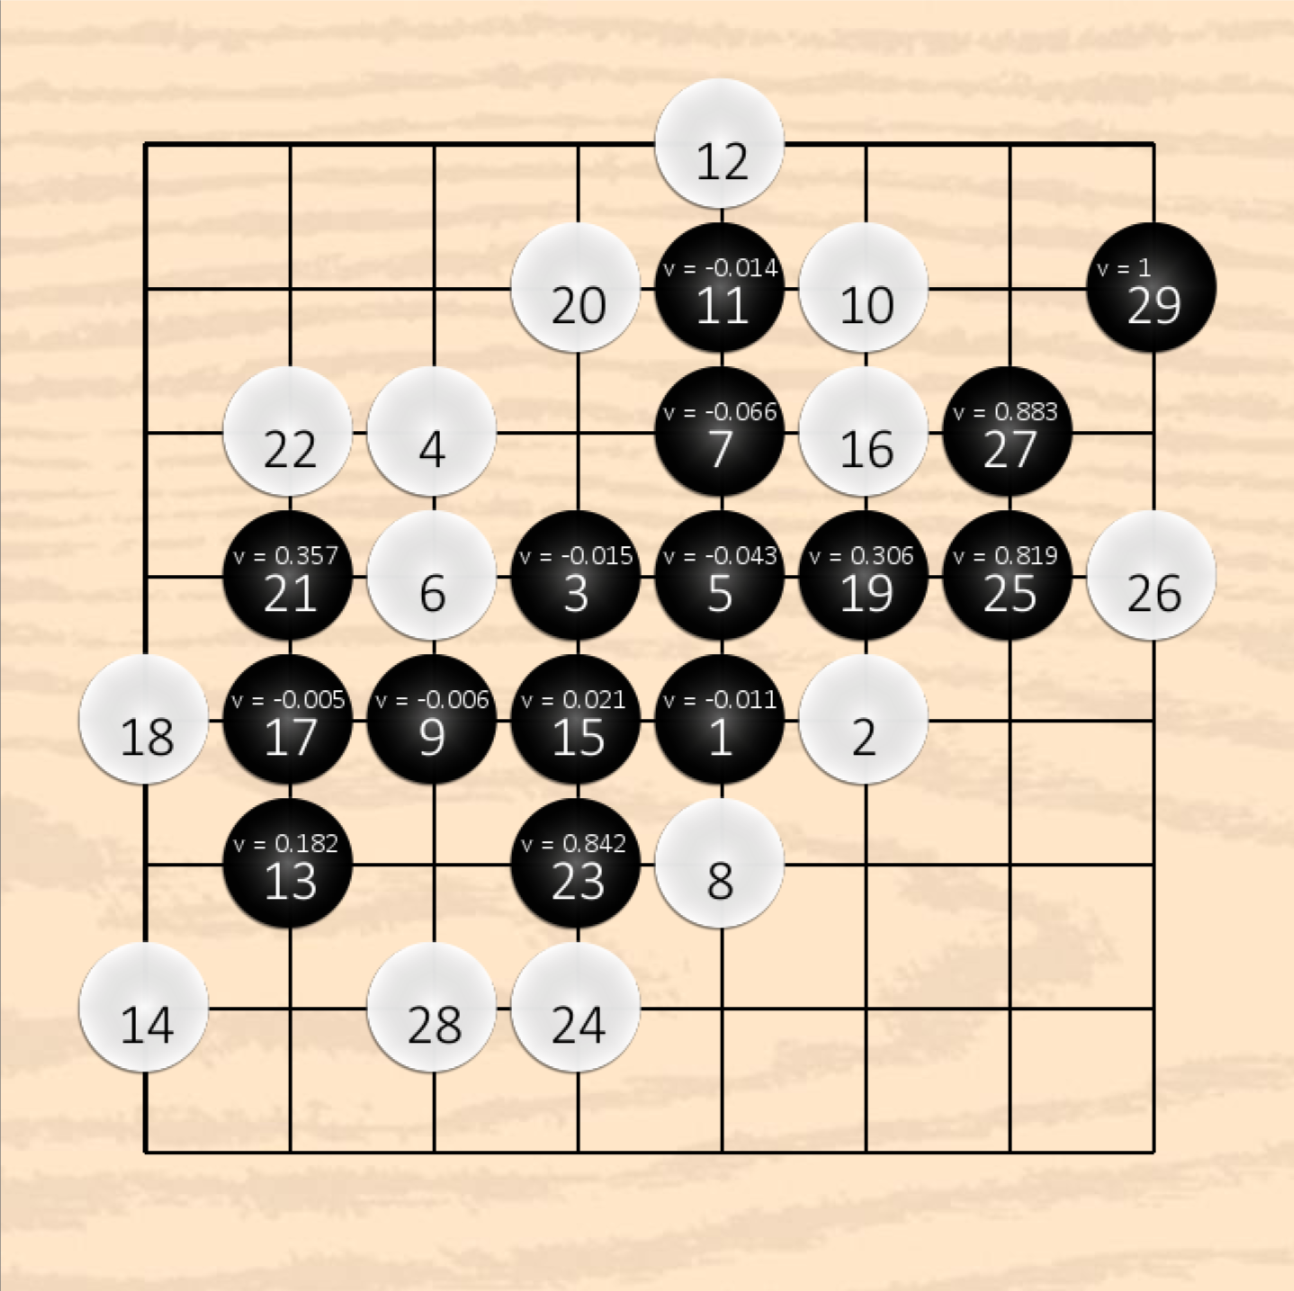 12
20
v = -0.014
11
10
v = 1
29
22
4
v = -0.066
7
16
v = 0.883
27
v = 0.357
21
6
v = -0.015
3
v = -0.043
5
v = 0.306
19
v = 0.819
25
26
18
v = -0.005
17
v = -0.006
9
v = 0.021
15
v = -0.011
1
2
v = 0.182
13
v = 0.842
23
8
14
28
24